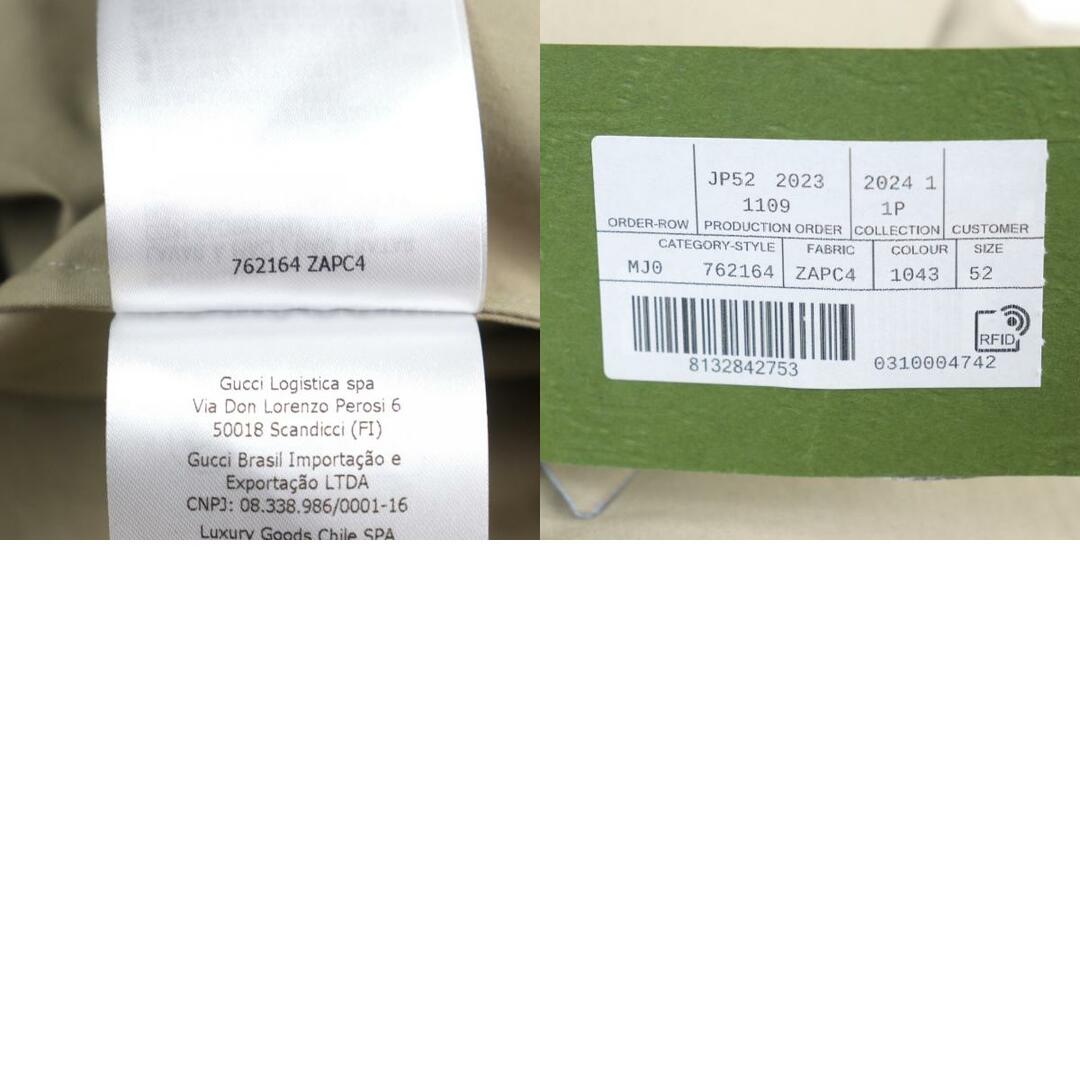 762164 ZAPC4
Gucci Logistica spa
Via Don Lorenzo Perosi 6
50018 Scandicci (FI)
Gucci Brasil Importação e
Exportação LTDA
CNPJ: 08.338.986/0001-16
Luxury Goods Chile SPA
JP52 2023 2024 1
1109 1P
ORDER-ROW PRODUCTION ORDER COLLECTION CUSTOMER
CATEGORY-STYLE FABRIC COLOUR SIZE
MJ0 762164 ZAPC4 1043 52
RFID
8132842753 0310004742